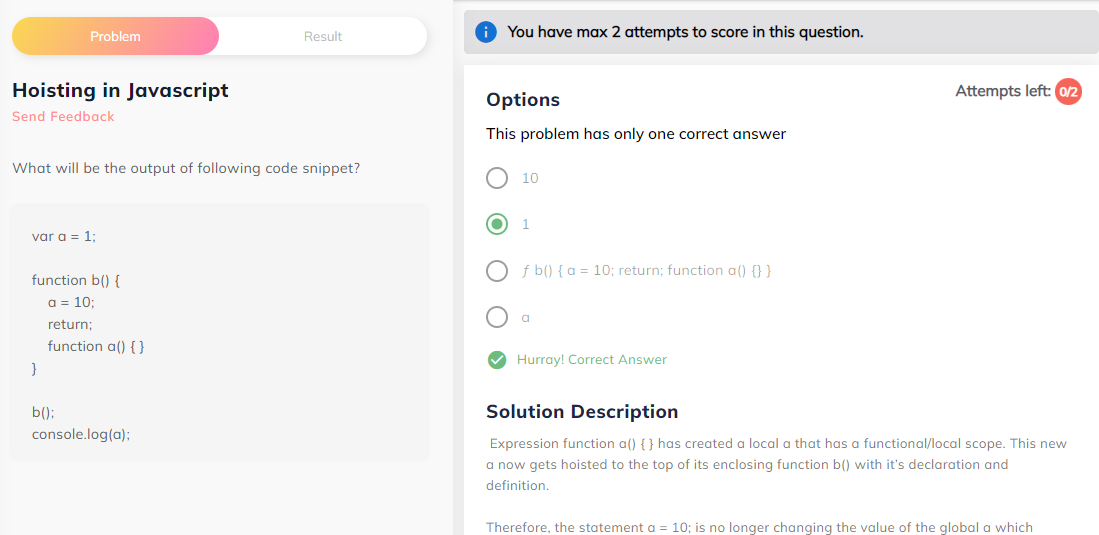 Problem
Result
Hoisting in Javascript
Send Feedback
What will be the output of following code snippet?
var a = 1;
function b() {
a = 10;
return;
function a() { }
}
b();
console.log(a);
You have max 2 attempts to score in this question.
Options
Attempts left: 0/2
This problem has only one correct answer
10
1
ƒ b() { a = 10; return; function a() {} }
a
Hurray! Correct Answer
Solution Description
Expression function a() { } has created a local a that has a functional/local scope. This new
a now gets hoisted to the top of its enclosing function b() with it's declaration and
definition.
Therefore, the statement a = 10; is no longer changing the value of the global a which